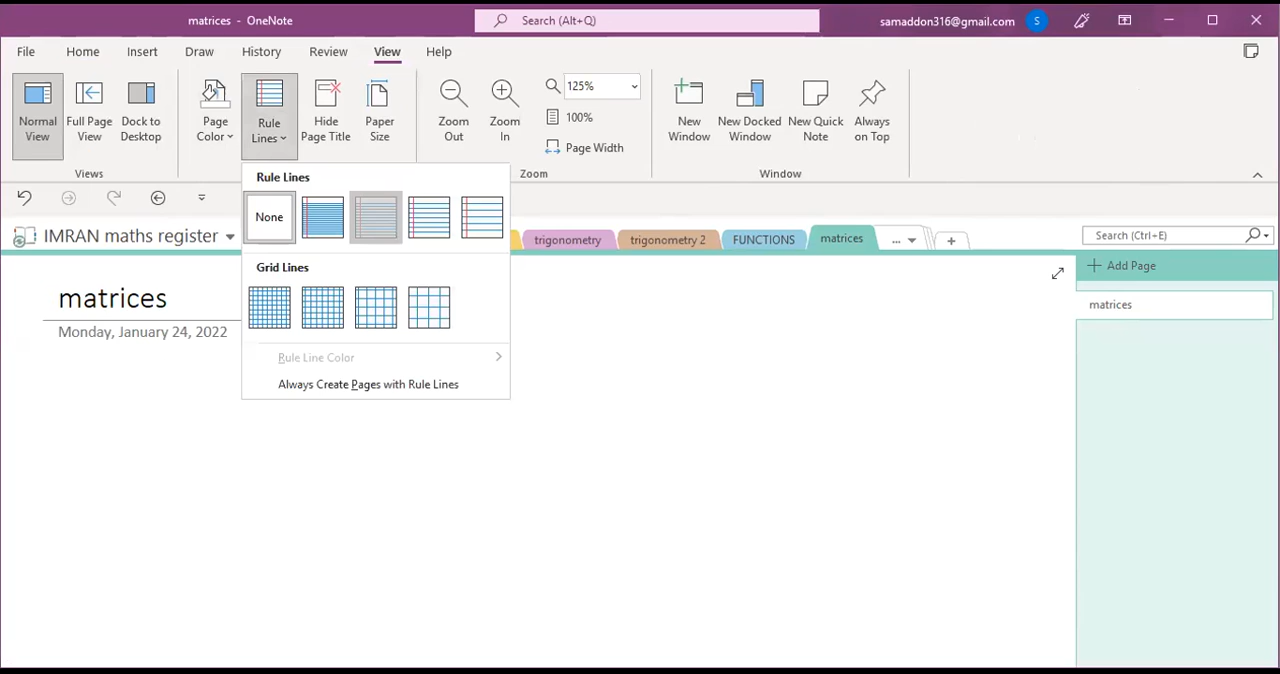 matrices - OneNote
Search (Alt+Q)
samaddon316@gmail.com
S
File Home Insert Draw History Review View Help
Normal View
Full Page View
Dock to Desktop
Views
Page Color
Rule Lines
Hide Page Title
Paper Size
Zoom Out
Zoom In
125%
100%
Page Width
Zoom
New Window
New Docked Window
New Quick Note
Always on Top
Window
Rule Lines
None
Grid Lines
Rule Line Color
Always Create Pages with Rule Lines
IMRAN maths register
trigonometry
trigonometry 2
FUNCTIONS
matrices
...
Search (Ctrl+E)
Add Page
matrices
matrices
Monday, January 24, 2022